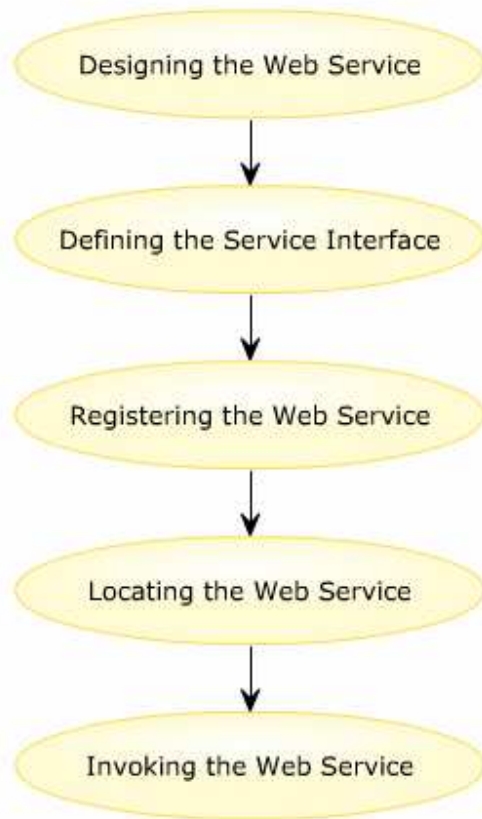 Designing the Web Service
Defining the Service Interface
Registering the Web Service
Locating the Web Service
Invoking the Web Service